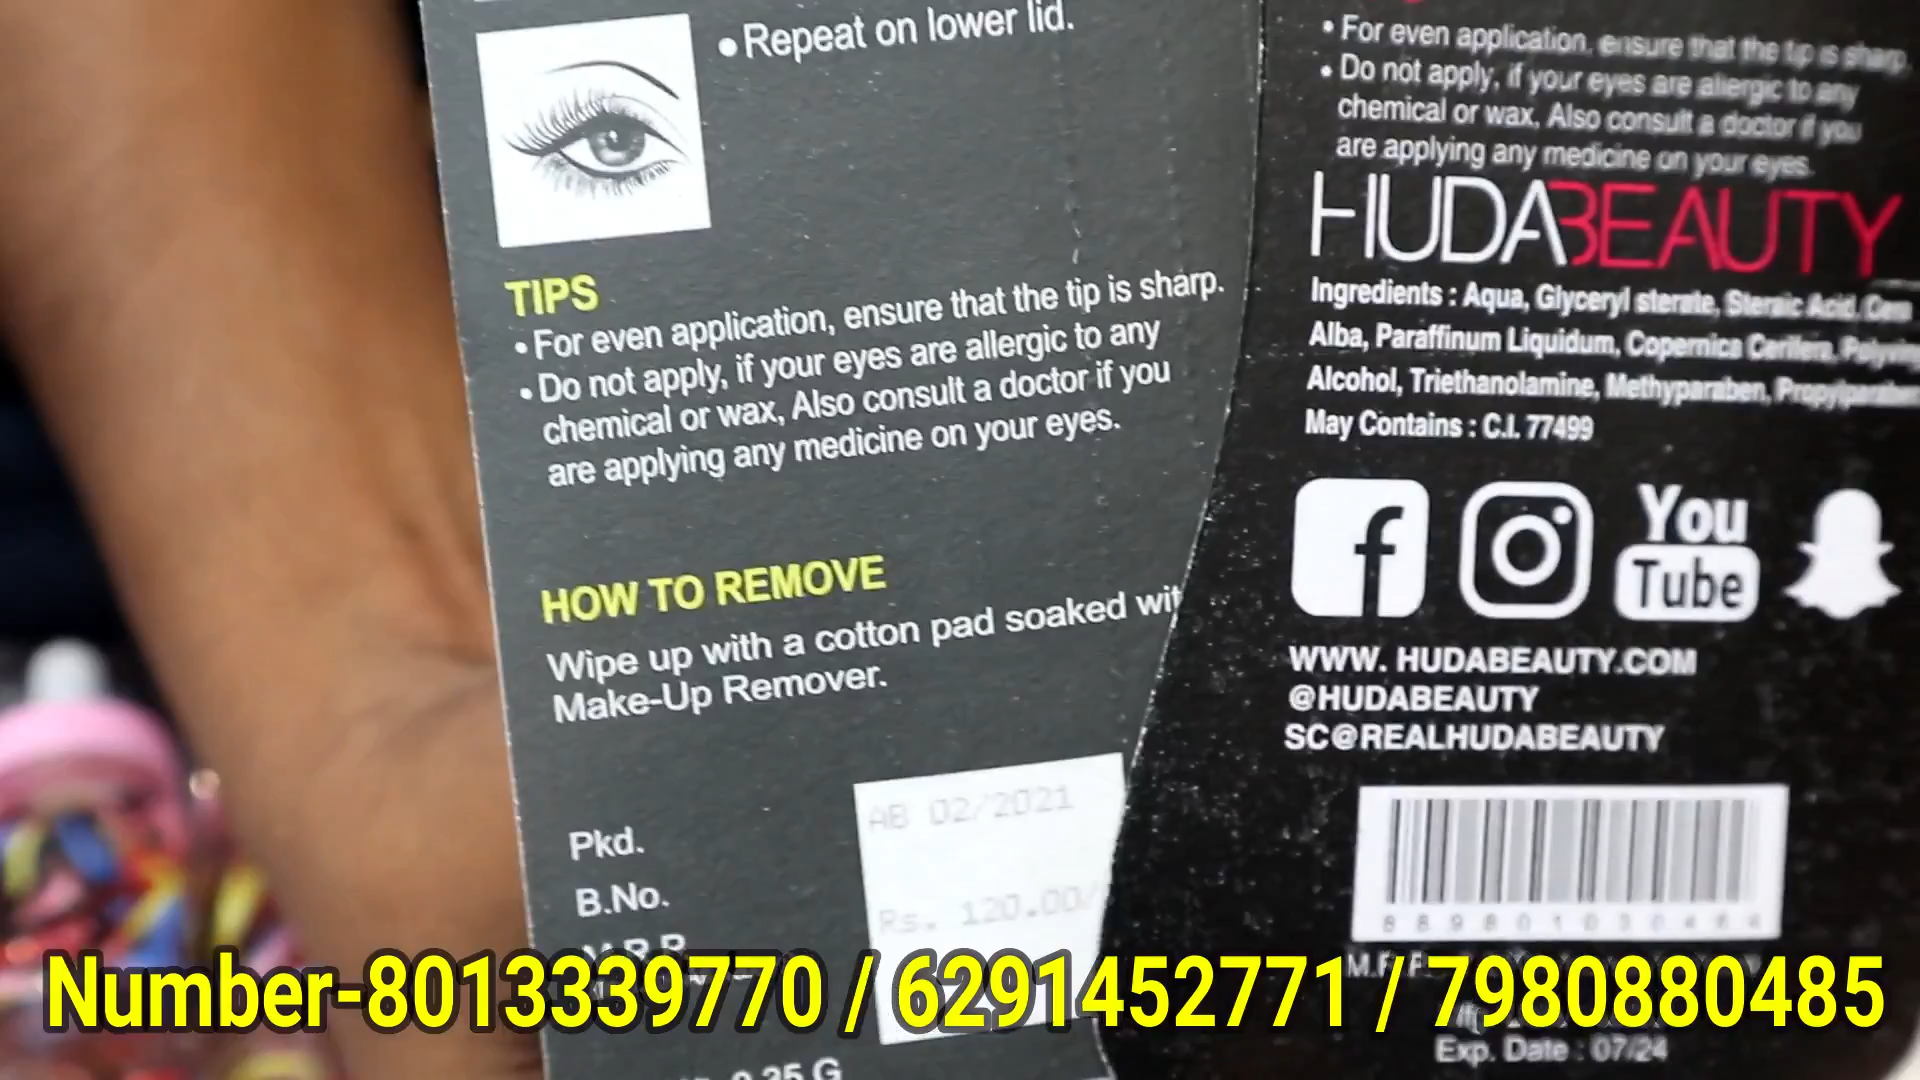 • Repeat on lower lid.
TIPS
• For even application, ensure that the tip is sharp.
• Do not apply, if your eyes are allergic to any
chemical or wax, Also consult a doctor if you
are applying any medicine on your eyes.
HOW TO REMOVE
Wipe up with a cotton pad soaked wit
Make-Up Remover.
Pkd.
B.No.
M.R.P.
AB 02/2021
Rs. 120.00/
0.35 G
• For even application, ensure that the tip is sharp.
• Do not apply, if your eyes are allergic to any
chemical or wax, Also consult a doctor if you
are applying any medicine on your eyes.
HUDABEAUTY
Ingredients : Aqua, Glyceryl sterate, Steraic Acid, Cera
Alba, Paraffinum Liquidum, Copernica Cerifera,
Alcohol, Triethanolamine, Methyparaben,
May Contains : C.I. 77499
f
You
Tube
WWW. HUDABEAUTY.COM
@HUDABEAUTY
SC@REALHUDABEAUTY
Exp. Date : 07/24
Number-8013339770 / 6291452771 / 7980880485